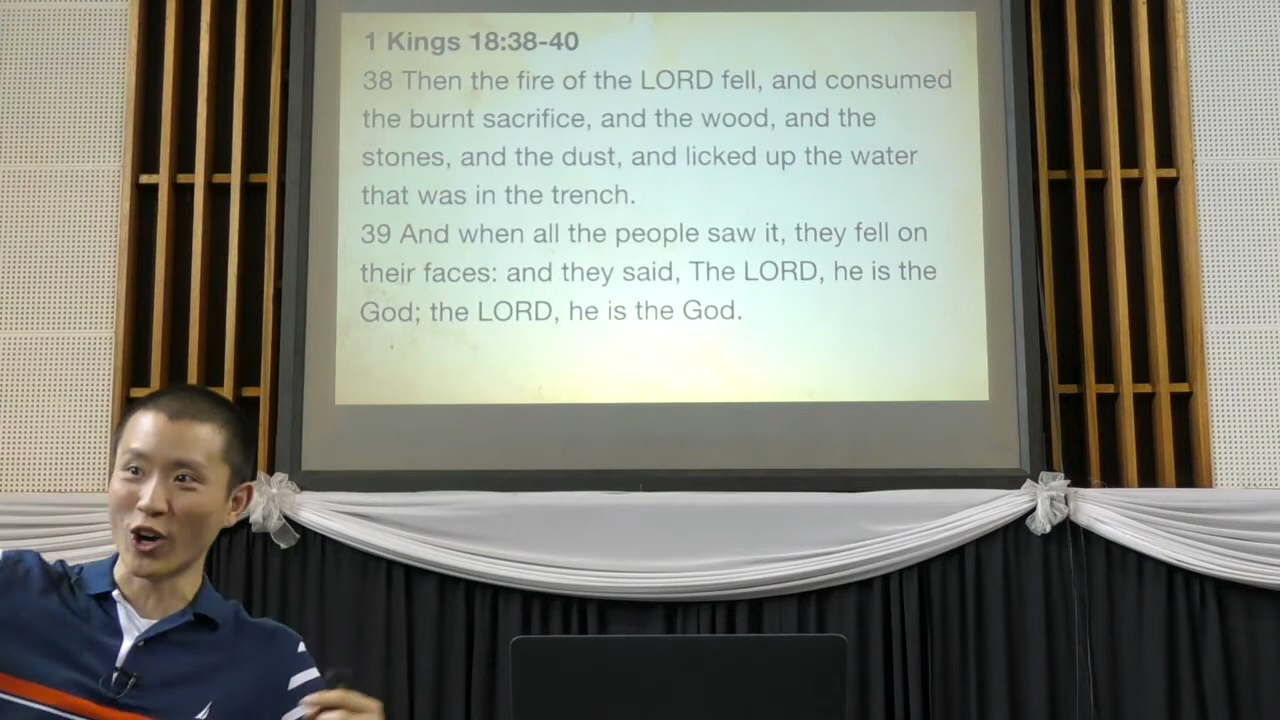 1 Kings 18:38-40
38 Then the fire of the LORD fell, and consumed
the burnt sacrifice, and the wood, and the
stones, and the dust, and licked up the water
that was in the trench.
39 And when all the people saw it, they fell on
their faces: and they said, The LORD, he is the
God; the LORD, he is the God.